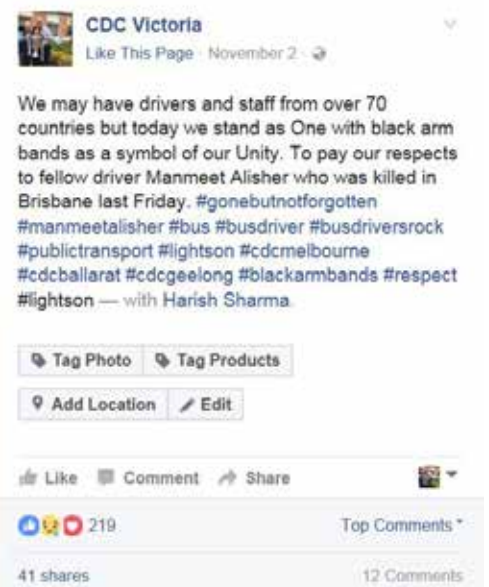 CDC Victoria
Like This Page · November 2 ·
We may have drivers and staff from over 70
countries but today we stand as One with black arm
bands as a symbol of our Unity. To pay our respects
to fellow driver Manmeet Alisher who was killed in
Brisbane last Friday. #gonebutnotforgotten
#manmeetalisher #bus #busdriver #busdriversrock
#publictransport #lightson #cdcmelbourne
#cdcballarat #cdcgeelong #blackarmbands #respect
#lightson — with Harish Sharma.
Tag Photo Tag Products
Add Location Edit
Like Comment Share
219 Top Comments
41 shares 12 Comments